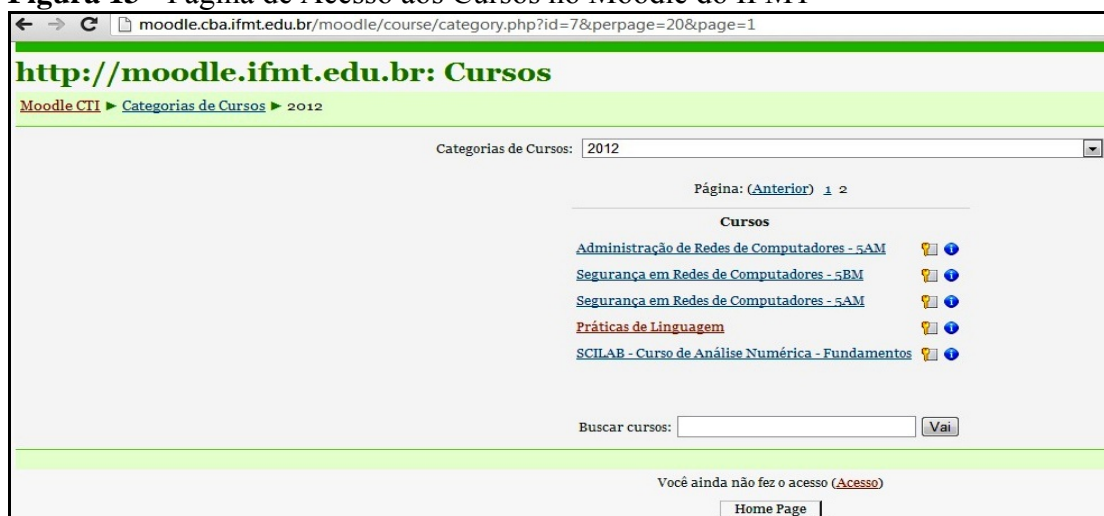 Figura 13 - Página de Acesso aos Cursos no Moodle do IFMT
moodle.cba.ifmt.edu.br/moodle/course/category.php?id=7&perpage=20&page=1
http://moodle.ifmt.edu.br: Cursos
Moodle CTI ► Categorias de Cursos ► 2012
Categorias de Cursos: 2012
Página: (Anterior) 1 2
Cursos
Administração de Redes de Computadores - 5AM
Segurança em Redes de Computadores - 5BM
Segurança em Redes de Computadores - 5AM
Práticas de Linguagem
SCILAB - Curso de Análise Numérica - Fundamentos
Buscar cursos: Vai
Você ainda não fez o acesso (Acesso)
Home Page